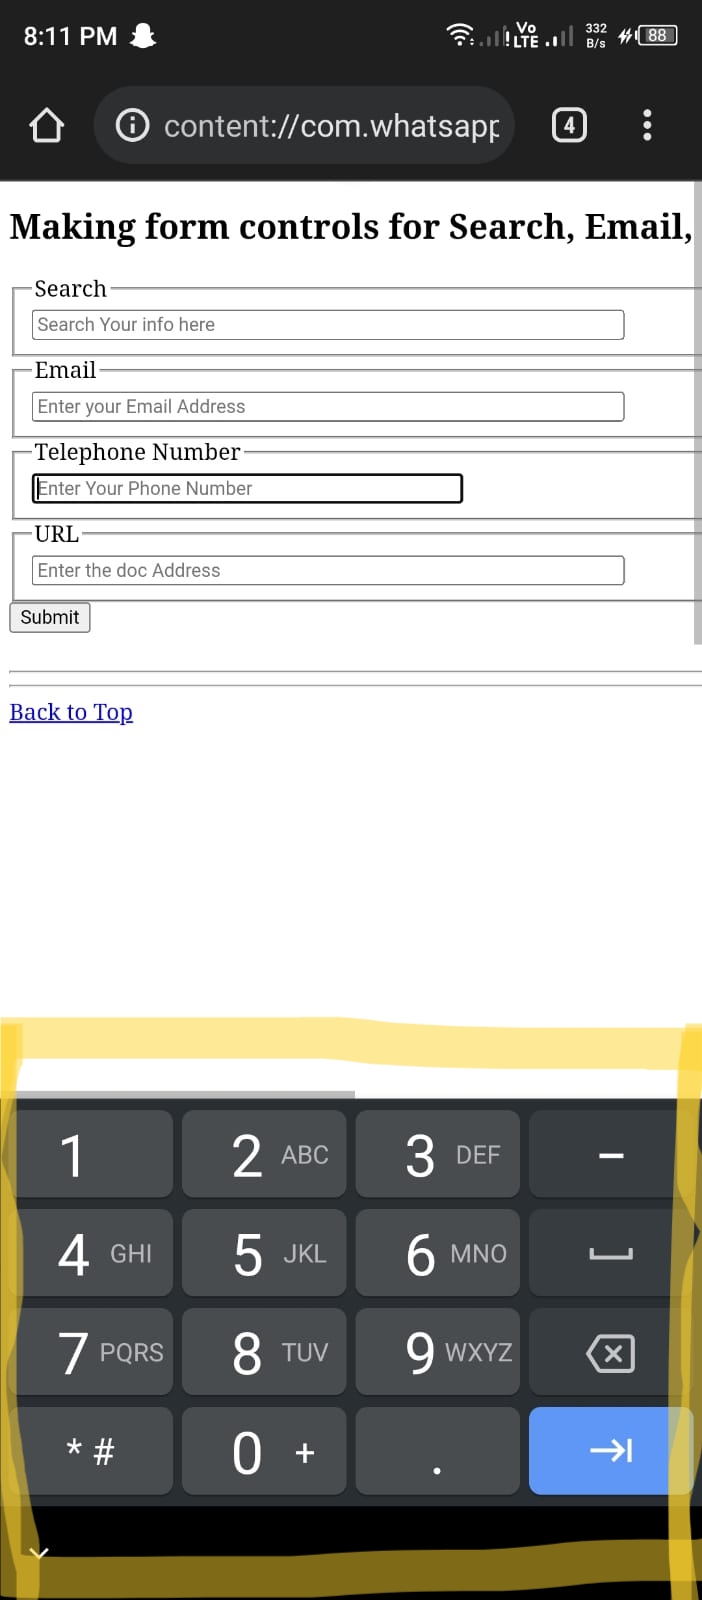 8:11 PM
Vo LTE 332 B/s 88
content://com.whatsapp
4
Making form controls for Search, Email,
Search
Search Your info here
Email
Enter your Email Address
Telephone Number
Enter Your Phone Number
URL
Enter the doc Address
Submit
Back to Top
1 2 ABC 3 DEF –
4 GHI 5 JKL 6 MNO
7 PQRS 8 TUV 9 WXYZ
* # 0 + .